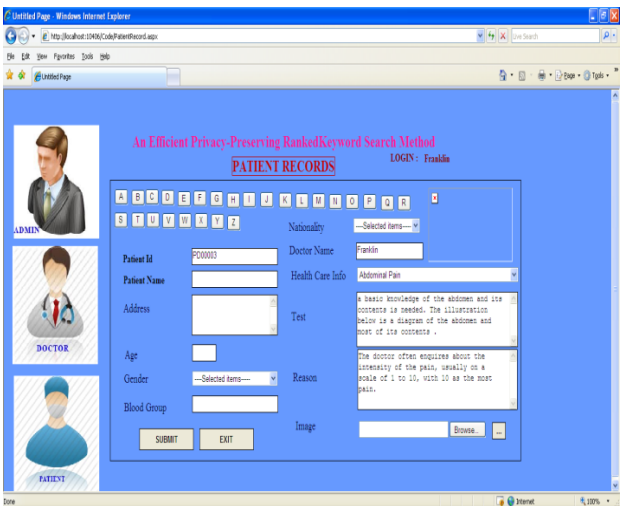 Untitled Page - Windows Internet Explorer
http://localhost:10406/Code/PatientRecord.aspx
Live Search
File Edit View Favorites Tools Help
Untitled Page
Page Tools
An Efficient Privacy-Preserving RankedKeyword Search Method
PATIENT RECORDS
LOGIN : Franklin
ADMIN
DOCTOR
PATIENT
A B C D E F G H I J K L M N O P Q R
S T U V W X Y Z
Nationality ----Selected items----
Patient Id PD00003
Doctor Name Franklin
Patient Name
Health Care Info Abdominal Pain
Address
Test
a basic knowledge of the abdomen and its
contents is needed. The illustration
below is a diagram of the abdomen and
most of its contents .
Age
Gender ----Selected items----
Reason
The doctor often enquires about the
intensity of the pain, usually on a
scale of 1 to 10, with 10 as the most
pain.
Blood Group
Image Browse.. ...
SUBMIT EXIT
Done Internet 100%